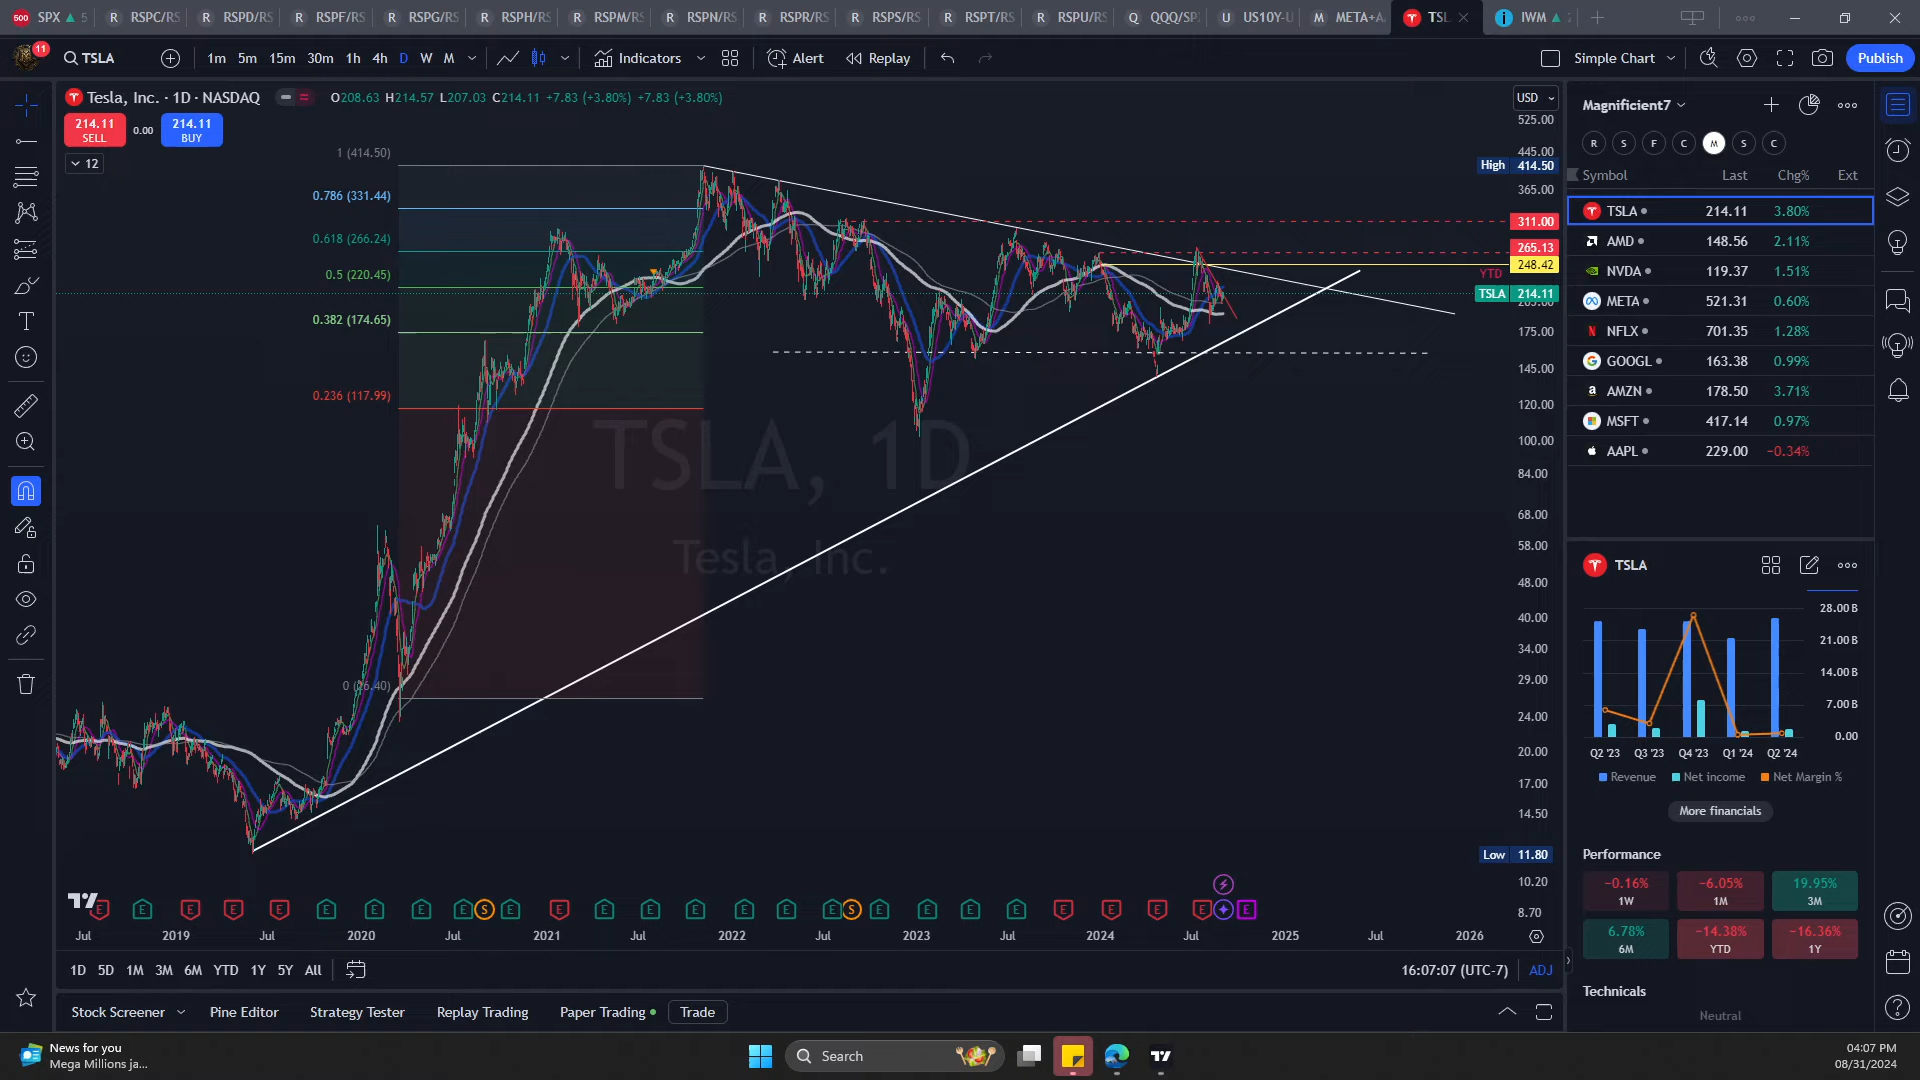 500 SPX ▲ 5
R RSPC/RS
R RSPD/RS
R RSPF/RS
R RSPG/RS
R RSPH/RS
R RSPM/RS
R RSPN/RS
R RSPR/RS
R RSPS/RS
R RSPT/RS
R RSPU/RS
Q QQQ/SP
U US10Y-U
M META+A
TSL
IWM ▲
11
TSLA
1m 5m 15m 30m 1h 4h D W M
Indicators
Alert
Replay
Simple Chart
Publish
Tesla, Inc. · 1D · NASDAQ
O208.63 H214.57 L207.03 C214.11 +7.83 (+3.80%) +7.83 (+3.80%)
214.11
SELL
0.00
214.11
BUY
12
USD
525.00
445.00
High 414.50
365.00
311.00
265.13
248.42
YTD
TSLA 214.11
175.00
145.00
120.00
100.00
84.00
68.00
58.00
48.00
40.00
34.00
29.00
24.00
20.00
17.00
14.50
Low 11.80
10.20
8.70
1 (414.50)
0.786 (331.44)
0.618 (266.24)
0.5 (220.45)
0.382 (174.65)
0.236 (117.99)
0 (26.40)
TSLA, 1D
Tesla, Inc.
E E E E E E E E E S E E E E E E E E S E E E E E E E E E
Jul 2019 Jul 2020 Jul 2021 Jul 2022 Jul 2023 Jul 2024 Jul 2025 Jul 2026
1D 5D 1M 3M 6M YTD 1Y 5Y All
16:07:07 (UTC-7)
ADJ
Stock Screener
Pine Editor
Strategy Tester
Replay Trading
Paper Trading
Trade
Magnificient7
R S F C M S C
Symbol Last Chg% Ext
TSLA 214.11 3.80%
AMD 148.56 2.11%
NVDA 119.37 1.51%
META 521.31 0.60%
NFLX 701.35 1.28%
GOOGL 163.38 0.99%
AMZN 178.50 3.71%
MSFT 417.14 0.97%
AAPL 229.00 −0.34%
TSLA
28.00 B
21.00 B
14.00 B
7.00 B
0.00
Q2 '23 Q3 '23 Q4 '23 Q1 '24 Q2 '24
Revenue Net income Net Margin %
More financials
Performance
−0.16%
1W
−6.05%
1M
19.95%
3M
6.78%
6M
−14.38%
YTD
−16.36%
1Y
Technicals
Neutral
News for you
Mega Millions ja...
Search
04:07 PM
08/31/2024